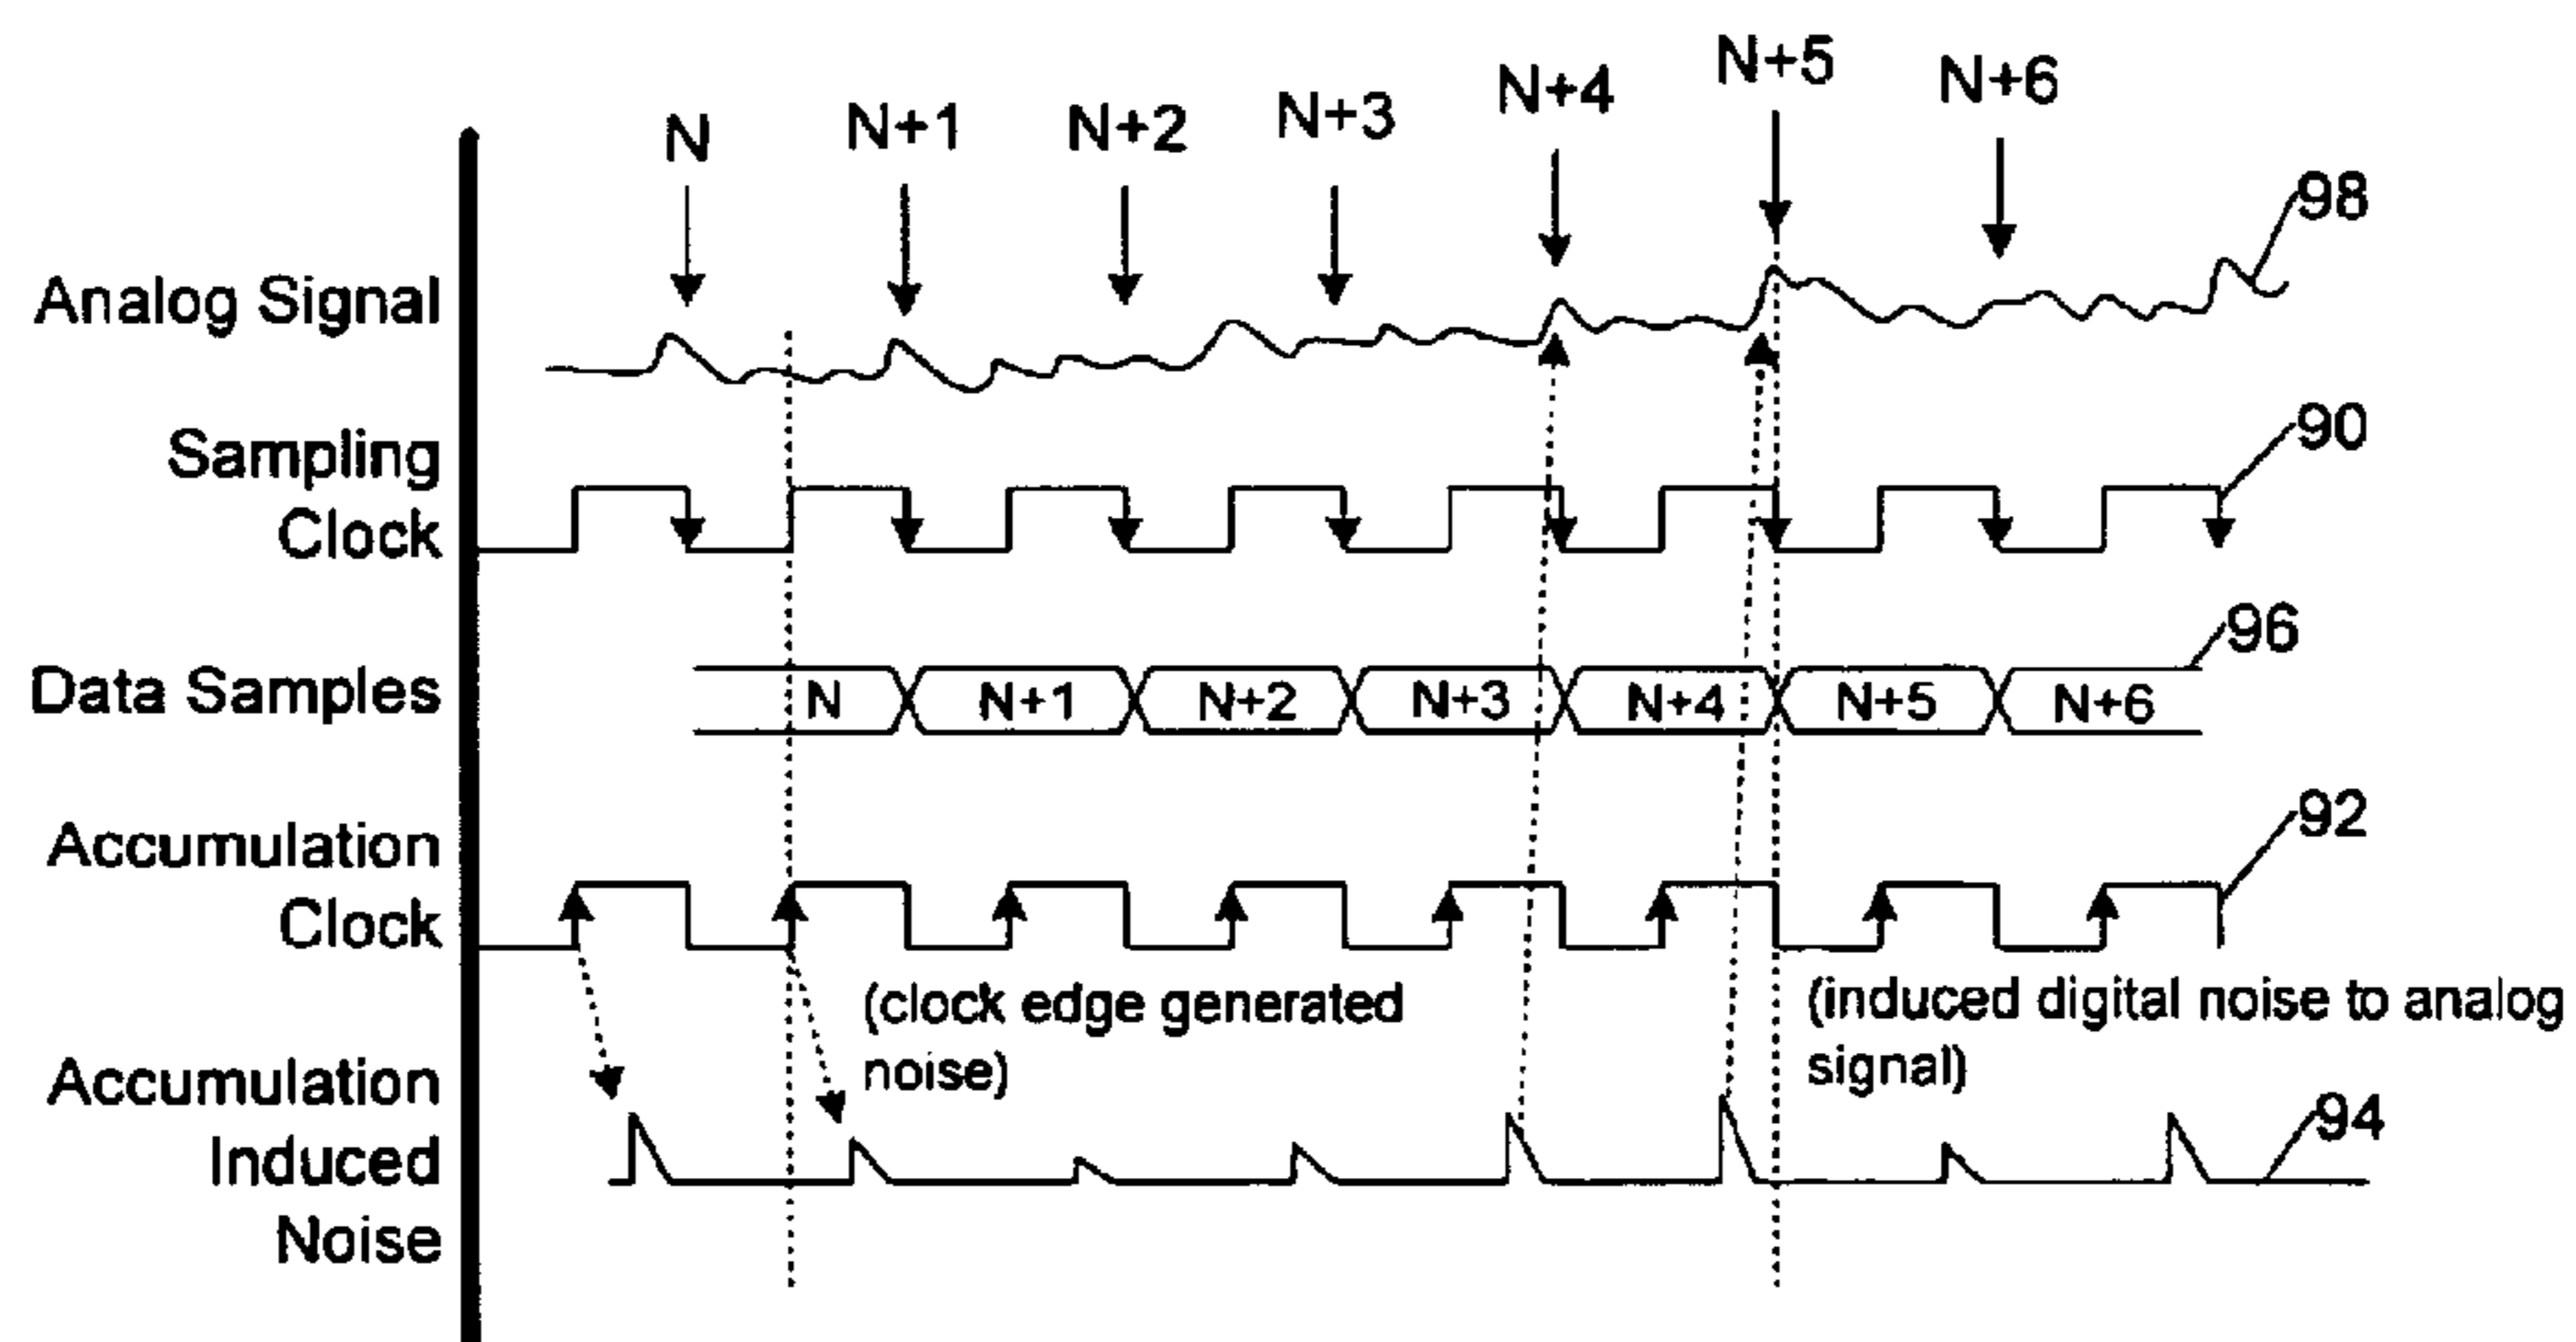 N N+1 N+2 N+3 N+4 N+5 N+6
Analog Signal
98
Sampling
Clock
90
Data Samples
N N+1 N+2 N+3 N+4 N+5 N+6
96
Accumulation
Clock
92
(clock edge generated
noise)
(induced digital noise to analog
signal)
Accumulation
Induced
Noise
94